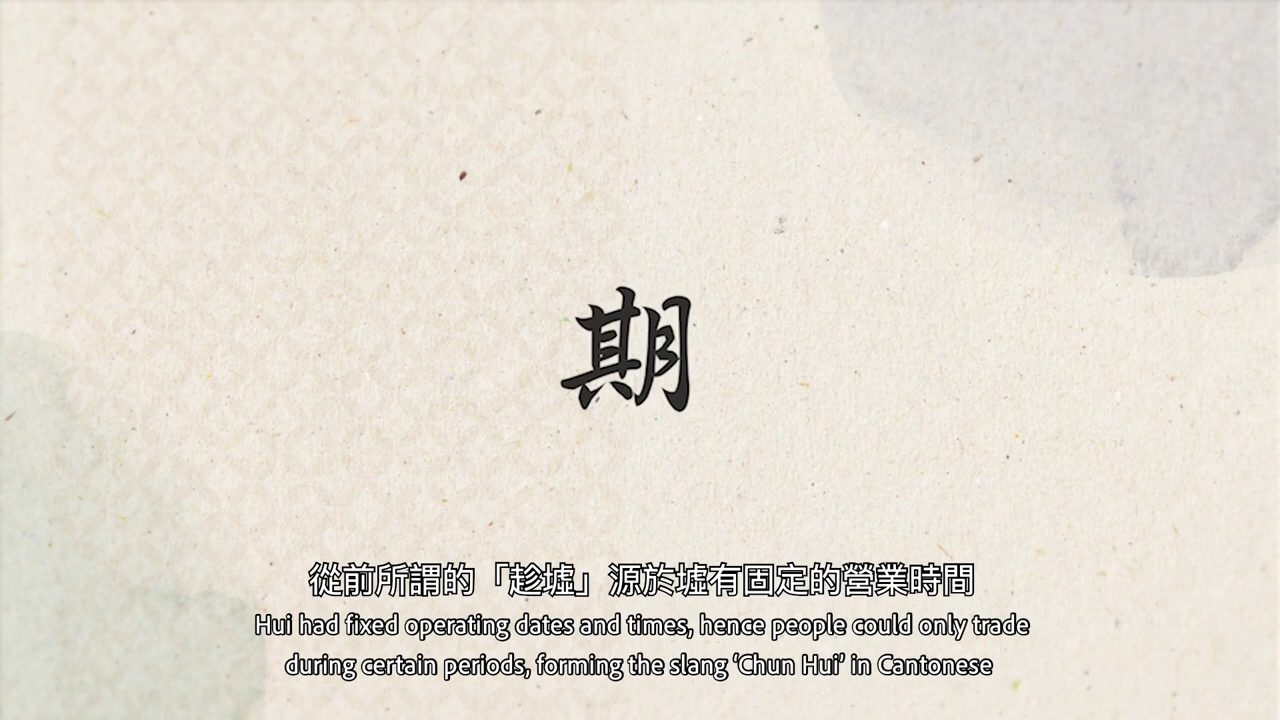 期
從前所謂的「趁墟」源於墟有固定的營業時間
Hui had fixed operating dates and times, hence people could only trade
during certain periods, forming the slang ‘Chun Hui’ in Cantonese